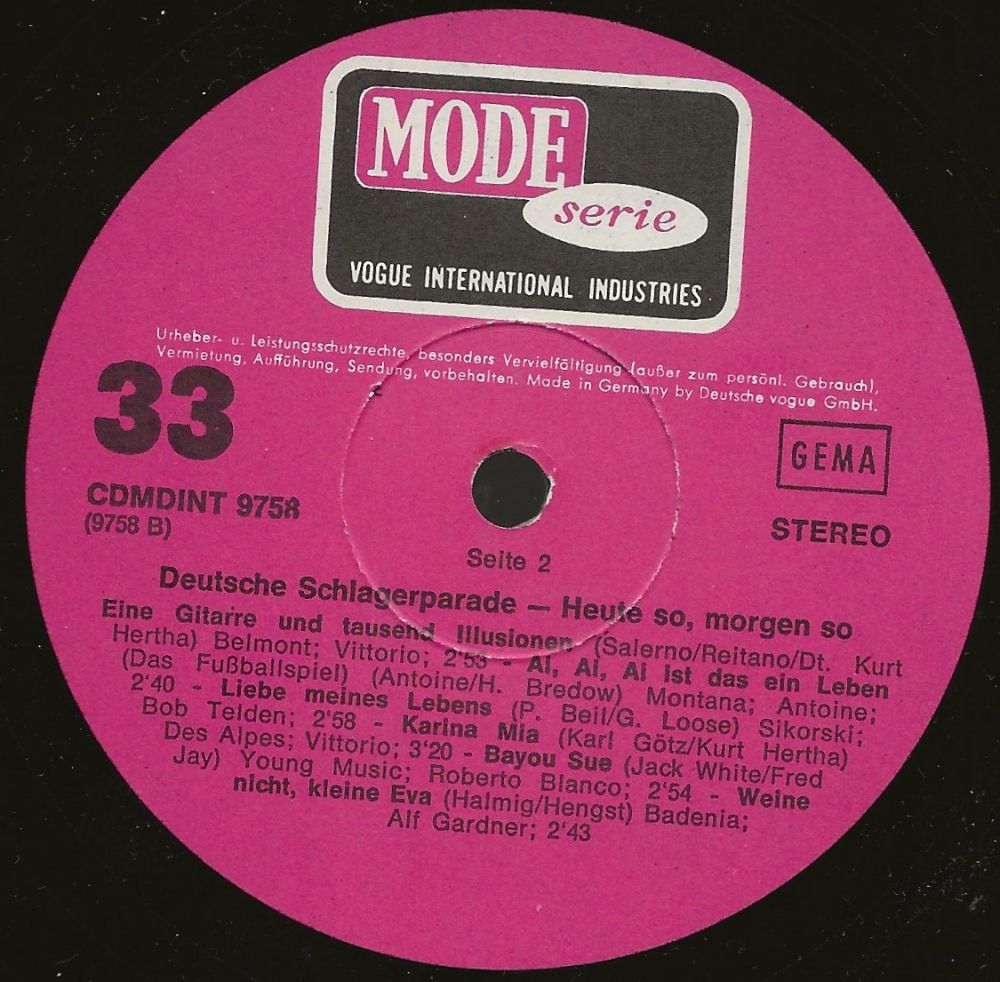 MODE
serie
VOGUE INTERNATIONAL INDUSTRIES
Urheber- u. Leistungsschutzrechte, besonders Vervielfältigung (außer zum persönl. Gebrauch),
Vermietung, Aufführung, Sendung, vorbehalten. Made in Germany by Deutsche vogue GmbH.
33
GEMA
CDMDINT 9758
(9758 B)
STEREO
Seite 2
Deutsche Schlagerparade – Heute so, morgen so
Eine Gitarre und tausend Illusionen (Salerno/Reitano/Dt. Kurt
Hertha) Belmont; Vittorio; 2'53 - Ai, Ai, Ai ist das ein Leben
(Das Fußballspiel) (Antoine/H. Bredow) Montana; Antoine;
2'40 - Liebe meines Lebens (P. Beil/G. Loose) Sikorski;
Bob Telden; 2'58 - Karina Mia (Karl Götz/Kurt Hertha)
Des Alpes; Vittorio; 3'20 - Bayou Sue (Jack White/Fred
Jay) Young Music; Roberto Blanco; 2'54 - Weine
nicht, kleine Eva (Halmig/Hengst) Badenia;
Alf Gardner; 2'43